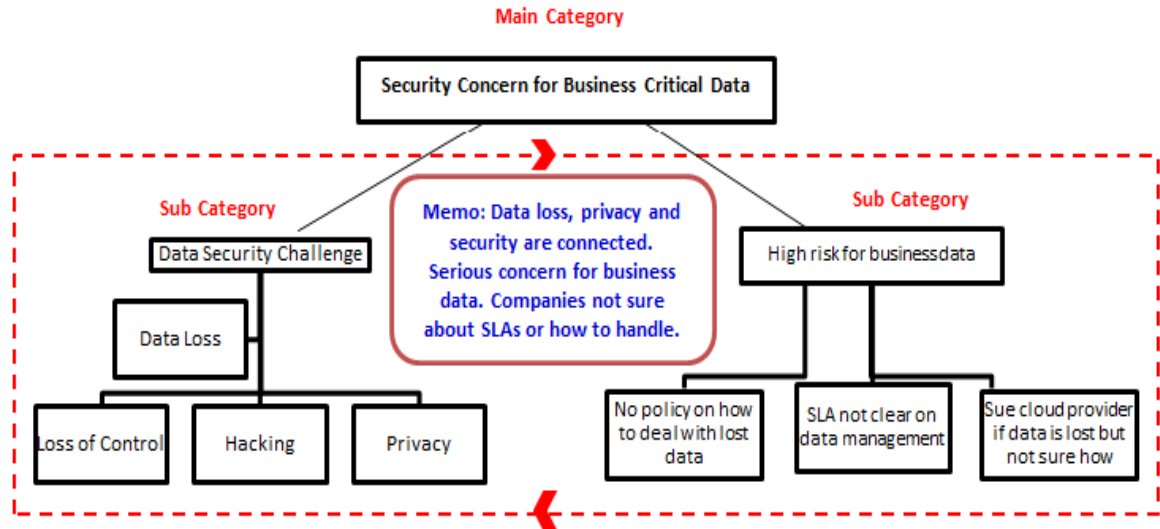 Main Category
Security Concern for Business Critical Data
Sub Category
Data Security Challenge
Data Loss
Loss of Control
Hacking
Privacy
Memo: Data loss, privacy and
security are connected.
Serious concern for business
data. Companies not sure
about SLAs or how to handle.
Sub Category
High risk for businessdata
No policy on how
to deal with lost
data
SLA not clear on
data management
Sue cloud provider
if data is lost but
not sure how